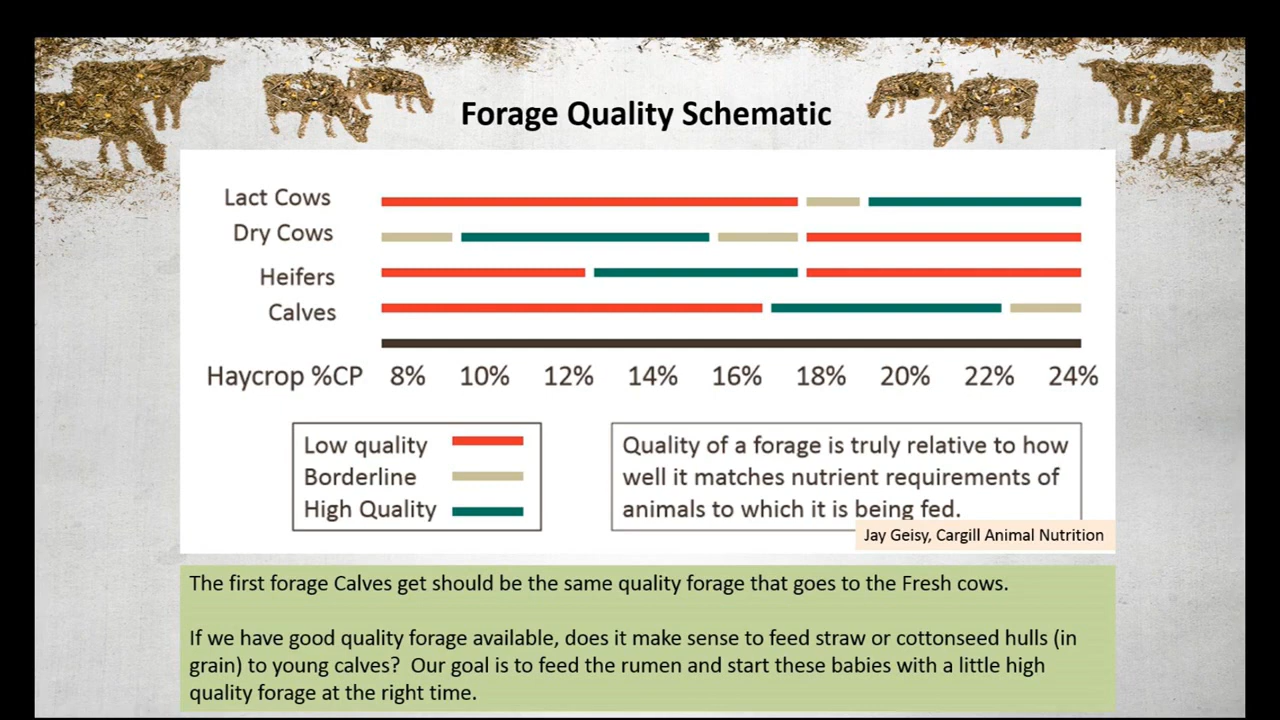 Forage Quality Schematic
Lact Cows
Dry Cows
Heifers
Calves
Haycrop %CP 8% 10% 12% 14% 16% 18% 20% 22% 24%
Low quality
Borderline
High Quality
Quality of a forage is truly relative to how
well it matches nutrient requirements of
animals to which it is being fed.
Jay Geisy, Cargill Animal Nutrition
The first forage Calves get should be the same quality forage that goes to the Fresh cows.
If we have good quality forage available, does it make sense to feed straw or cottonseed hulls (in
grain) to young calves?  Our goal is to feed the rumen and start these babies with a little high
quality forage at the right time.